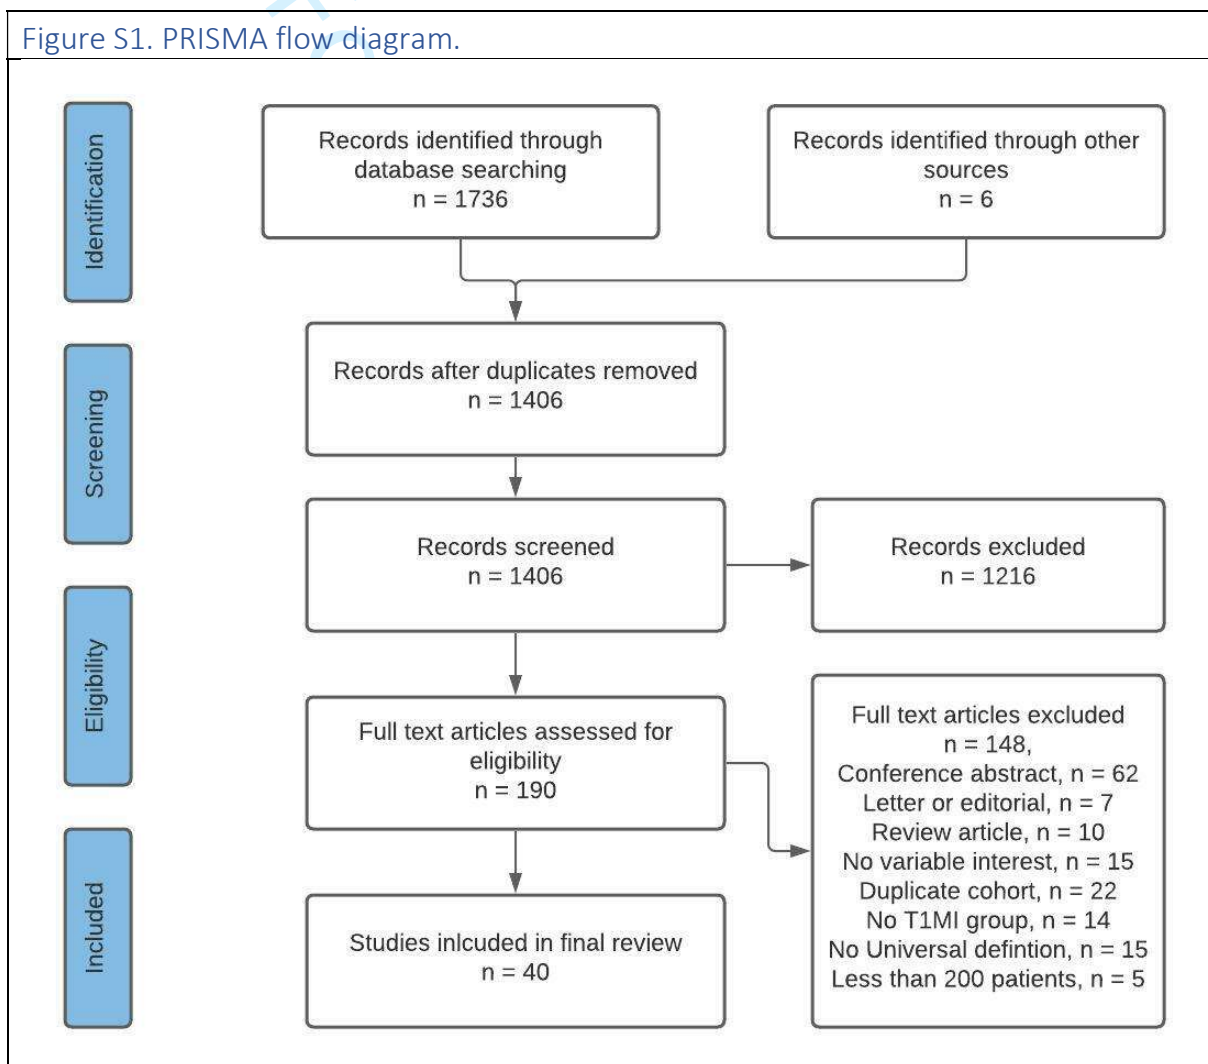 Figure S1. PRISMA flow diagram.
Identification
Records identified through
database searching
n = 1736
Records identified through other
sources
n = 6
Screening
Records after duplicates removed
n = 1406
Records screened
n = 1406
Records excluded
n = 1216
Eligibility
Full text articles assessed for
eligibility
n = 190
Full text articles excluded
n = 148,
Conference abstract, n = 62
Letter or editorial, n = 7
Review article, n = 10
No variable interest, n = 15
Duplicate cohort, n = 22
No T1MI group, n = 14
No Universal defintion, n = 15
Less than 200 patients, n = 5
Included
Studies inlcuded in final review
n = 40